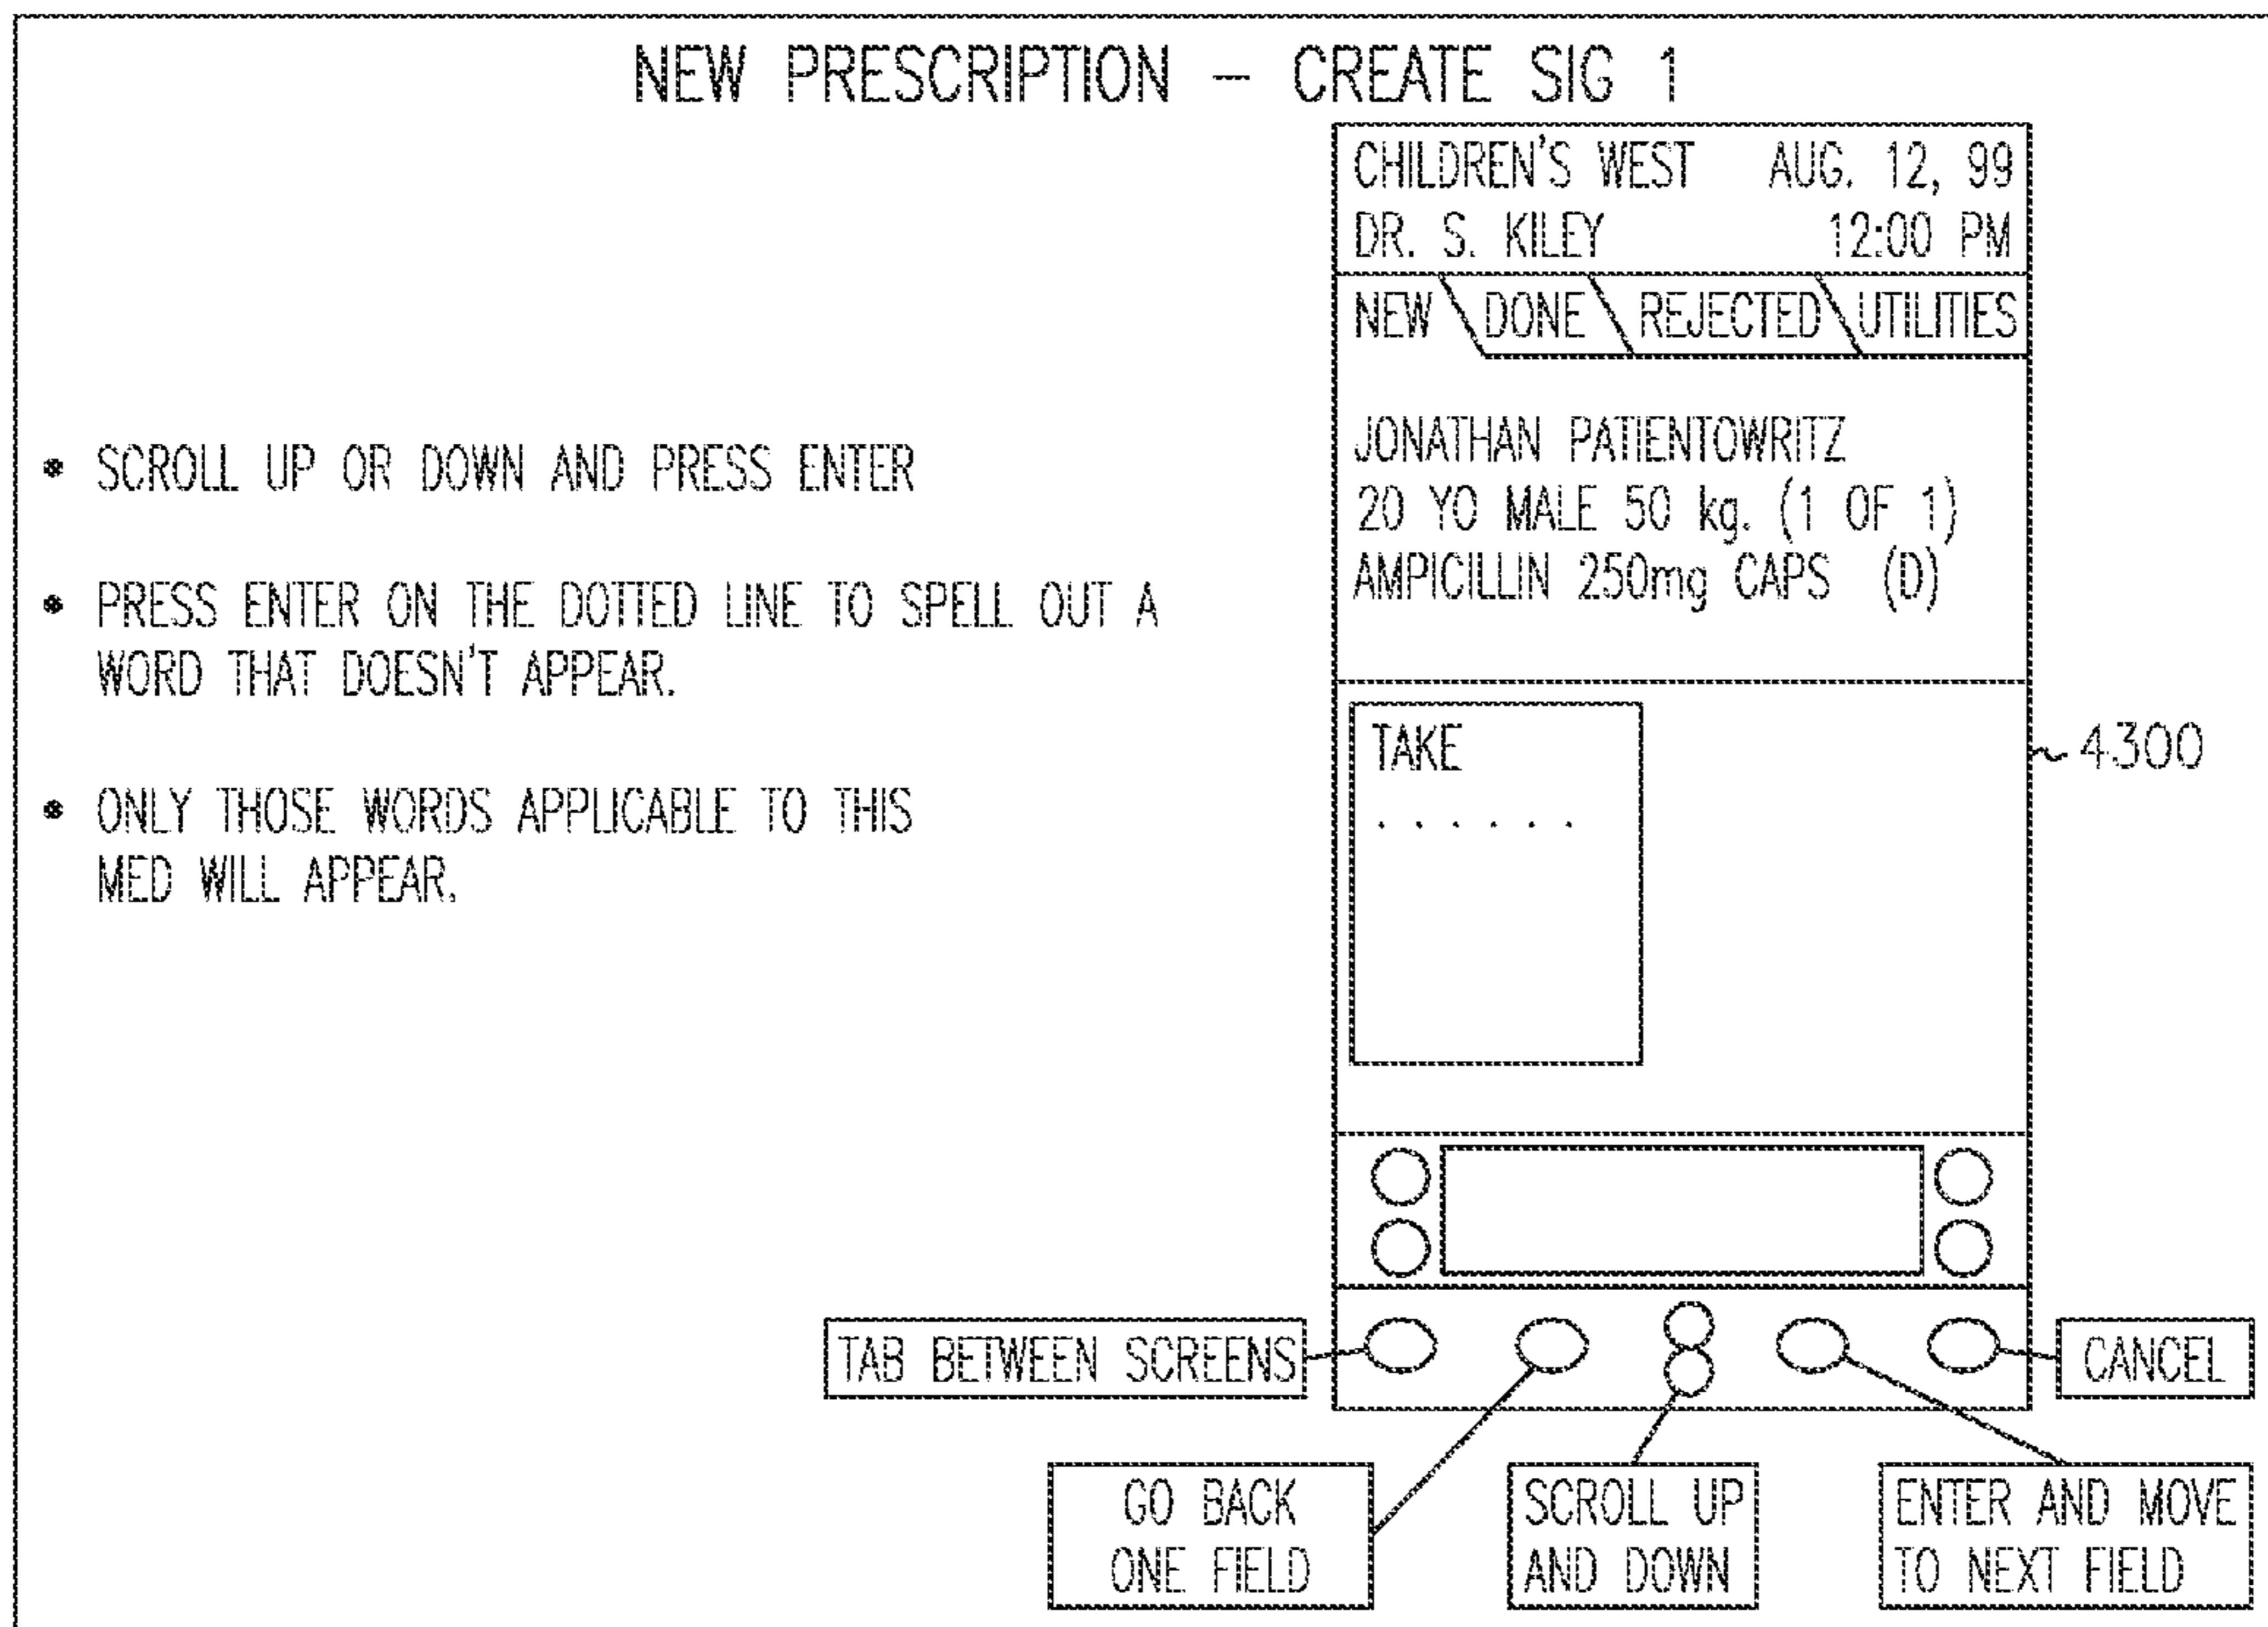 NEW PRESCRIPTION – CREATE SIG 1
• SCROLL UP OR DOWN AND PRESS ENTER
• PRESS ENTER ON THE DOTTED LINE TO SPELL OUT A
WORD THAT DOESN'T APPEAR.
• ONLY THOSE WORDS APPLICABLE TO THIS
MED WILL APPEAR.
CHILDREN'S WEST AUG. 12, 99
DR. S. KILEY 12:00 PM
NEW DONE REJECTED UTILITIES
JONATHAN PATIENTOWRITZ
20 YO MALE 50 kg. (1 OF 1)
AMPICILLIN 250mg CAPS (D)
TAKE
. . . . . .
4300
TAB BETWEEN SCREENS
CANCEL
GO BACK
ONE FIELD
SCROLL UP
AND DOWN
ENTER AND MOVE
TO NEXT FIELD